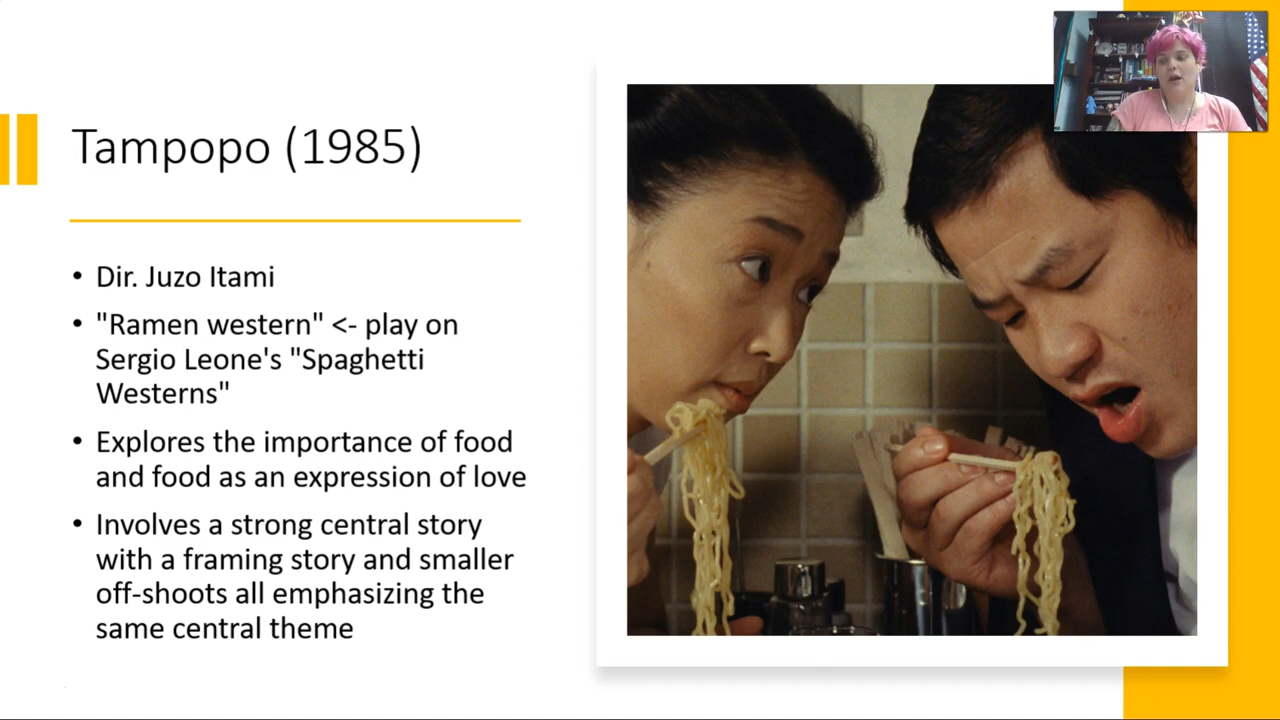 Tampopo (1985)
• Dir. Juzo Itami
• "Ramen western" <- play on
Sergio Leone's "Spaghetti
Westerns"
• Explores the importance of food
and food as an expression of love
• Involves a strong central story
with a framing story and smaller
off-shoots all emphasizing the
same central theme